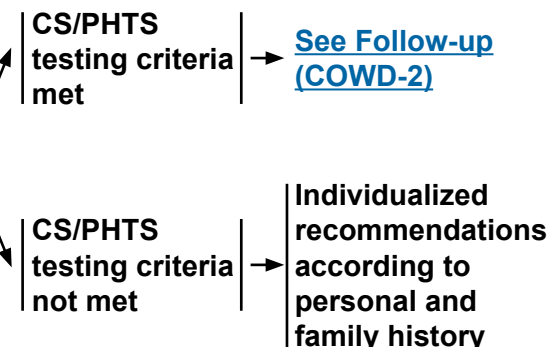 CS/PHTS
testing criteria
met
See Follow-up
(COWD-2)
CS/PHTS
testing criteria
not met
Individualized
recommendations
according to
personal and
family history